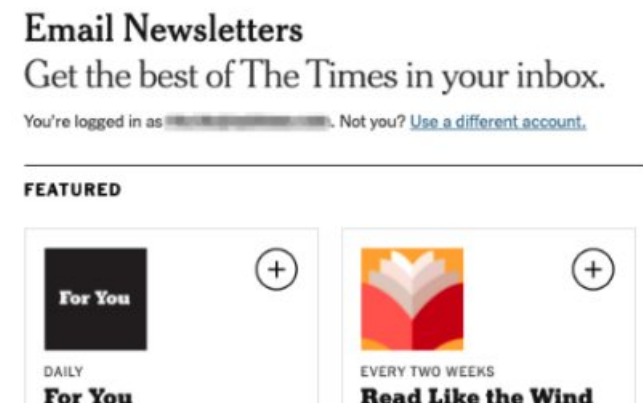 Email Newsletters
Get the best of The Times in your inbox.
You're logged in as . Not you? Use a different account.
FEATURED
For You
DAILY
For You
EVERY TWO WEEKS
Read Like the Wind